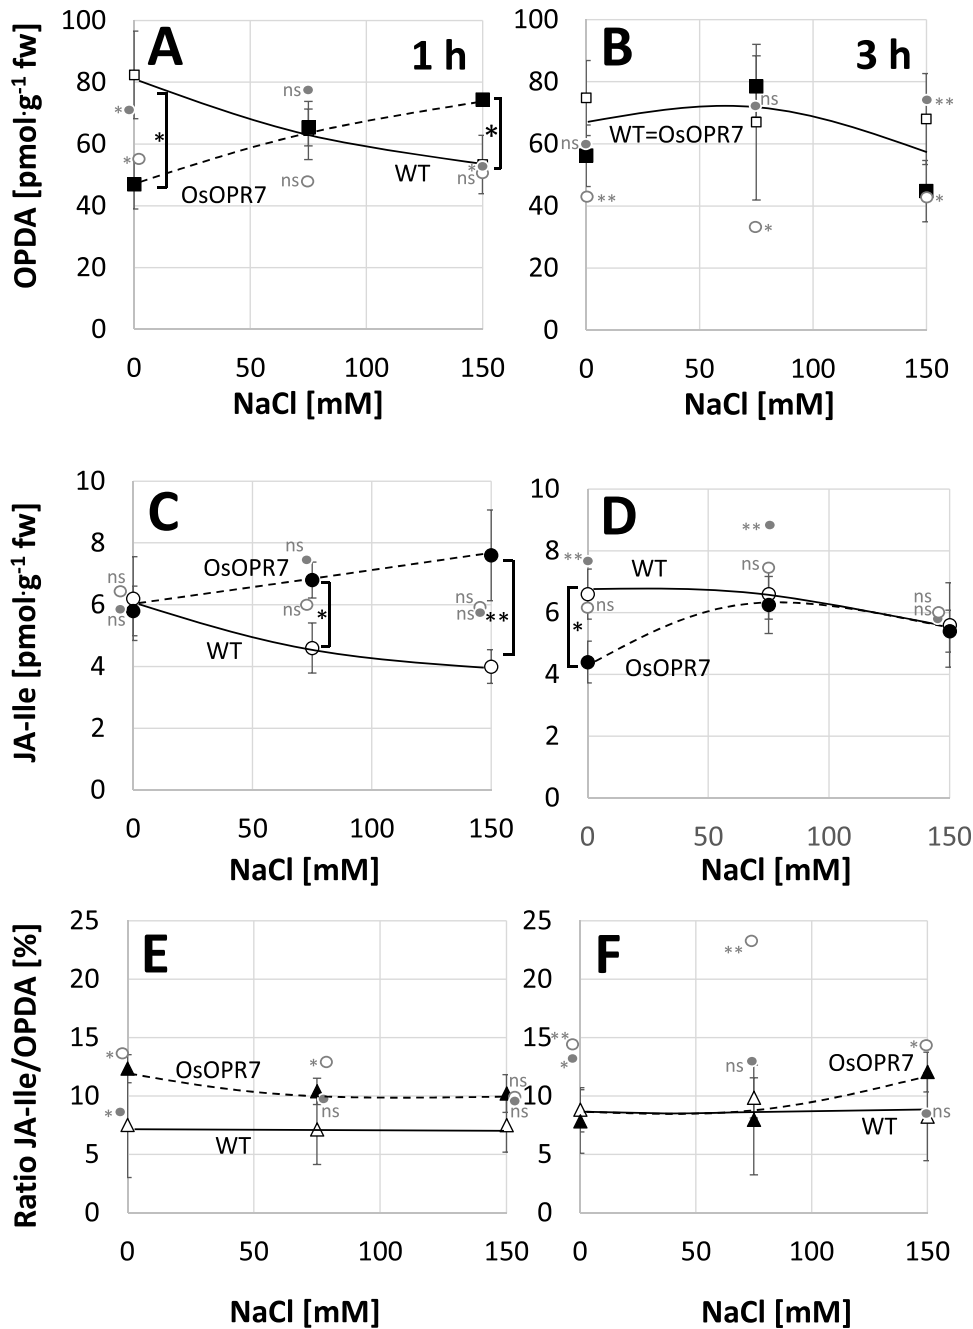 A
1 h
B
3 h
OPDA [pmol·g⁻¹ fw]
100
80
60
40
20
0
0
50
100
150
NaCl [mM]
*
*
*
ns
ns
*
*
ns
WT
OsOPR7
100
80
60
40
20
0
0
50
100
150
NaCl [mM]
ns
**
ns
*
**
*
WT=OsOPR7
C
D
JA-Ile [pmol·g⁻¹ fw]
10
8
6
4
2
0
0
50
100
150
NaCl [mM]
ns
ns
ns
ns
*
ns
ns
**
OsOPR7
WT
10
8
6
4
2
0
0
50
100
150
NaCl [mM]
**
ns
*
**
ns
ns
ns
WT
OsOPR7
E
F
Ratio JA-Ile/OPDA [%]
25
20
15
10
5
0
0
50
100
150
NaCl [mM]
*
*
*
ns
ns
ns
OsOPR7
WT
25
20
15
10
5
0
0
50
100
150
NaCl [mM]
**
*
**
ns
*
ns
OsOPR7
WT